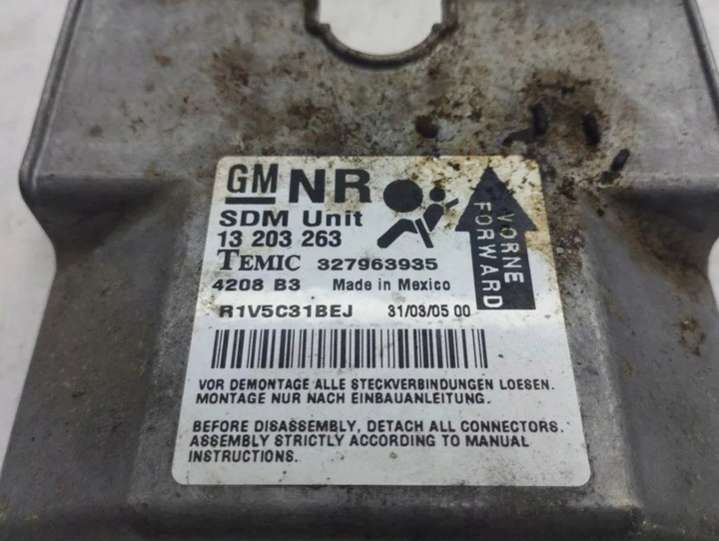 GM NR
SDM Unit
13 203 263
TEMIC 327963935
4208 B3 Made in Mexico
R1V5C31BEJ 31/03/05 00
VORNE
FORWARD
VOR DEMONTAGE ALLE STECKVERBINDUNGEN LOESEN.
MONTAGE NUR NACH EINBAUANLEITUNG.
BEFORE DISASSEMBLY, DETACH ALL CONNECTORS.
ASSEMBLY STRICTLY ACCORDING TO MANUAL
INSTRUCTIONS.